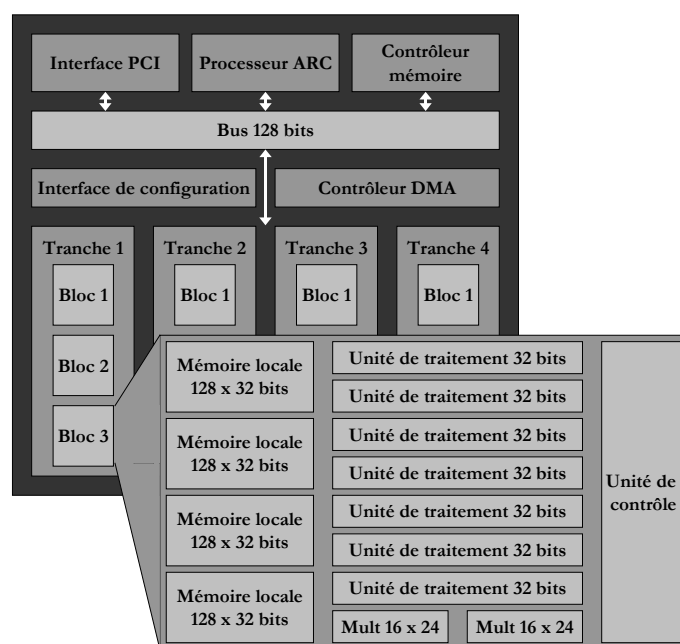 Interface PCI
Processeur ARC
Contrôleur
mémoire
Bus 128 bits
Interface de configuration
Contrôleur DMA
Tranche 1
Tranche 2
Tranche 3
Tranche 4
Bloc 1
Bloc 1
Bloc 1
Bloc 1
Bloc 2
Bloc 3
Mémoire locale
128 x 32 bits
Mémoire locale
128 x 32 bits
Mémoire locale
128 x 32 bits
Mémoire locale
128 x 32 bits
Unité de traitement 32 bits
Unité de traitement 32 bits
Unité de traitement 32 bits
Unité de traitement 32 bits
Unité de traitement 32 bits
Unité de traitement 32 bits
Unité de traitement 32 bits
Mult 16 x 24
Mult 16 x 24
Unité de
contrôle